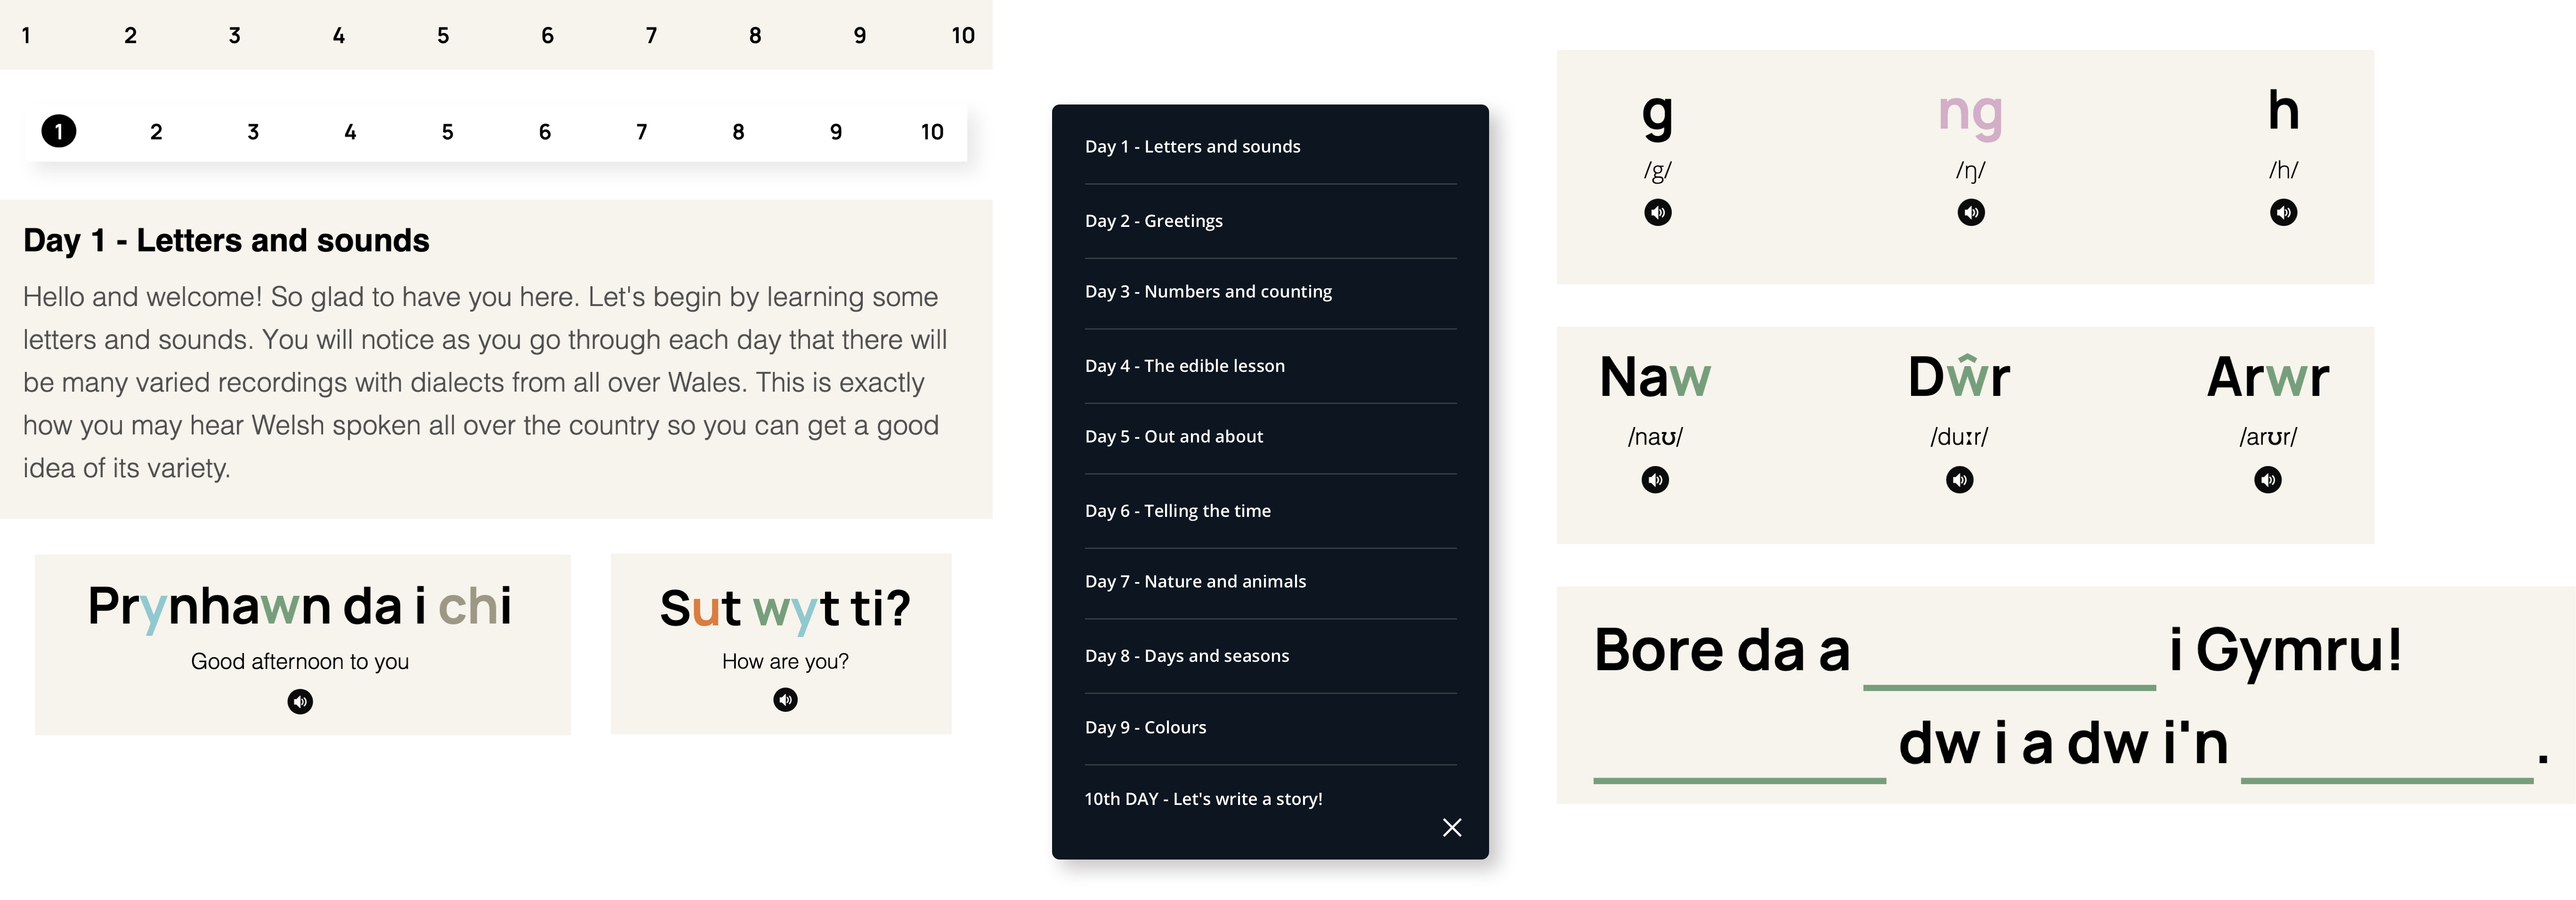 1 2 3 4 5 6 7 8 9 10
1 2 3 4 5 6 7 8 9 10
Day 1 - Letters and sounds
Hello and welcome! So glad to have you here. Let's begin by learning some
letters and sounds. You will notice as you go through each day that there will
be many varied recordings with dialects from all over Wales. This is exactly
how you may hear Welsh spoken all over the country so you can get a good
idea of its variety.
Prynhawn da i chi
Good afternoon to you
Sut wyt ti?
How are you?
Day 1 - Letters and sounds
Day 2 - Greetings
Day 3 - Numbers and counting
Day 4 - The edible lesson
Day 5 - Out and about
Day 6 - Telling the time
Day 7 - Nature and animals
Day 8 - Days and seasons
Day 9 - Colours
10th DAY - Let's write a story!
g ng h
/g/ /ŋ/ /h/
Naw Dŵr Arwr
/naʊ/ /duːr/ /arʊr/
Bore da a ______ i Gymru!
______ dw i a dw i'n ______.